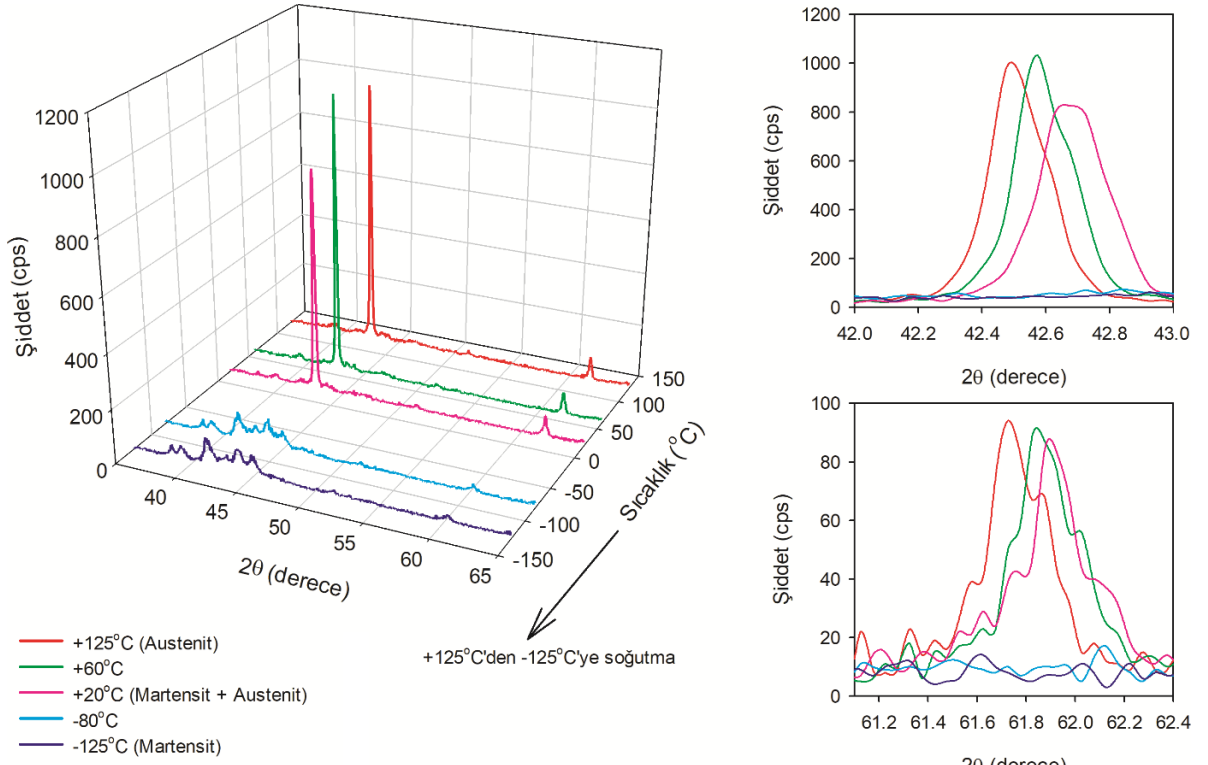 1200
1000
800
600
400
200
0
Şiddet (cps)
40
45
50
55
60
65
2θ (derece)
150
100
50
0
-50
-100
-150
Sıcaklık (°C)
+125°C'den -125°C'ye soğutma
+125°C (Austenit)
+60°C
+20°C (Martensit + Austenit)
-80°C
-125°C (Martensit)
1200
1000
800
600
400
200
0
Şiddet (cps)
42.0 42.2 42.4 42.6 42.8 43.0
2θ (derece)
100
80
60
40
20
0
Şiddet (cps)
61.2 61.4 61.6 61.8 62.0 62.2 62.4
2θ (derece)